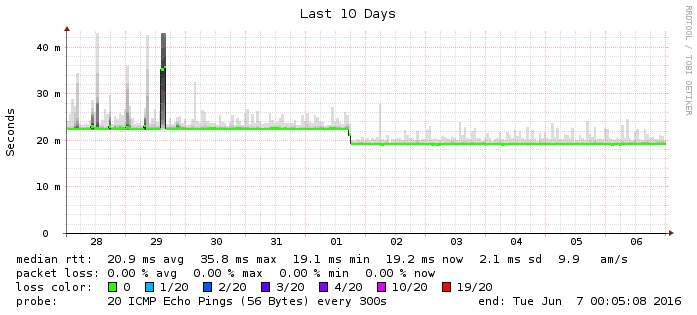 Last 10 Days
RRDTOOL / TOBI OETIKER
Seconds
40 m
30 m
20 m
10 m
0
28 29 30 31 01 02 03 04 05 06
median rtt: 20.9 ms avg 35.8 ms max 19.1 ms min 19.2 ms now 2.1 ms sd 9.9 am/s
packet loss: 0.00 % avg 0.00 % max 0.00 % min 0.00 % now
loss color: 0 1/20 2/20 3/20 4/20 10/20 19/20
probe: 20 ICMP Echo Pings (56 Bytes) every 300s end: Tue Jun 7 00:05:08 2016